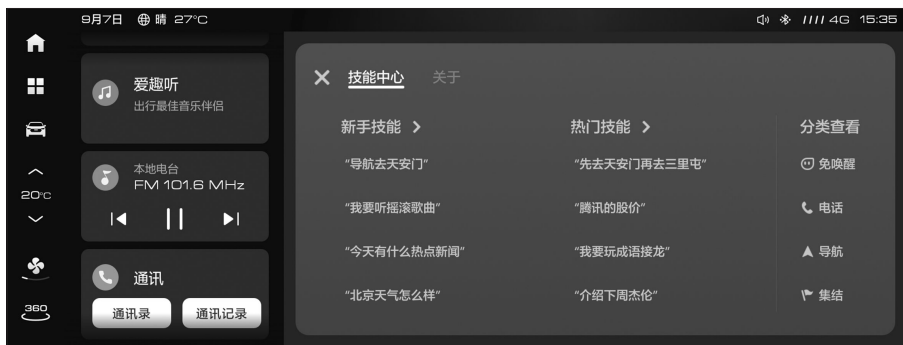 9月7日 晴 27°C
4G 15:35
20°C
360
爱趣听
出行最佳音乐伴侣
本地电台
FM 101.6 MHz
通讯
通讯录 通讯记录
技能中心 关于
新手技能
“导航去天安门”
“我要听摇滚歌曲”
“今天有什么热点新闻”
“北京天气怎么样”
热门技能
“先去天安门再去三里屯”
“腾讯的股价”
“我要玩成语接龙”
“介绍下周杰伦”
分类查看
免唤醒
电话
导航
集结